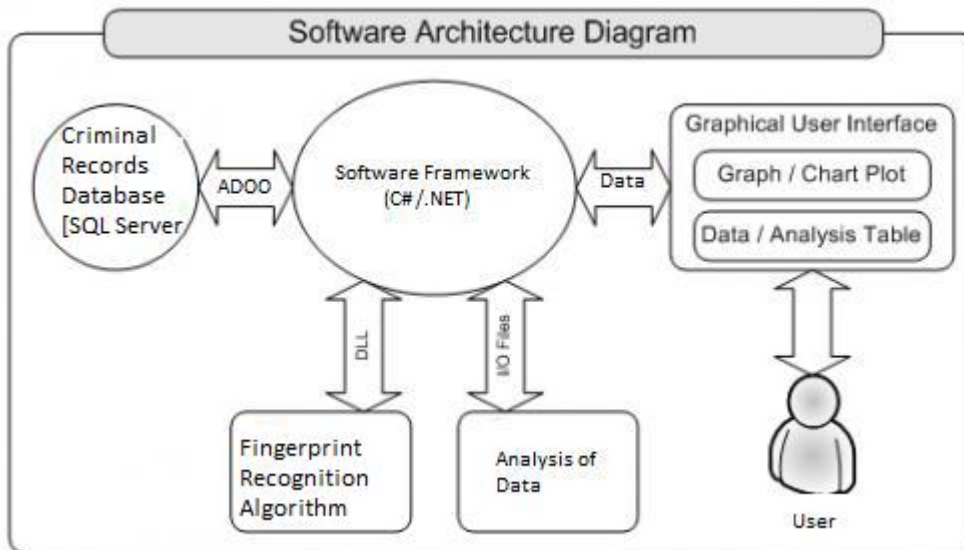 Software Architecture Diagram
Criminal
Records
Database
[SQL Server
ADOO
Software Framework
(C#/.NET)
Data
Graphical User Interface
Graph / Chart Plot
Data / Analysis Table
DLL
I/O Files
Fingerprint
Recognition
Algorithm
Analysis of
Data
User